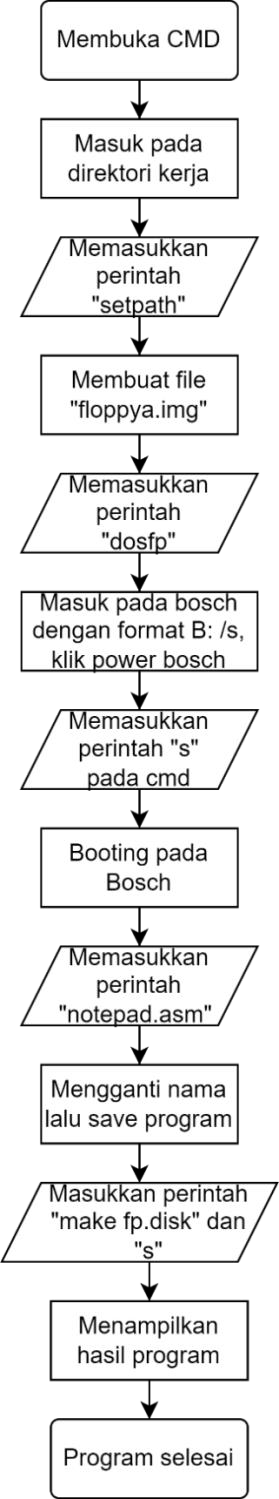 Membuka CMD
Masuk pada
direktori kerja
Memasukkan
perintah
"setpath"
Membuat file
"floppya.img"
Memasukkan
perintah
"dosfp"
Masuk pada bosch
dengan format B: /s,
klik power bosch
Memasukkan
perintah "s"
pada cmd
Booting pada
Bosch
Memasukkan
perintah
"notepad.asm"
Mengganti nama
lalu save program
Masukkan perintah
"make fp.disk" dan
"s"
Menampilkan
hasil program
Program selesai